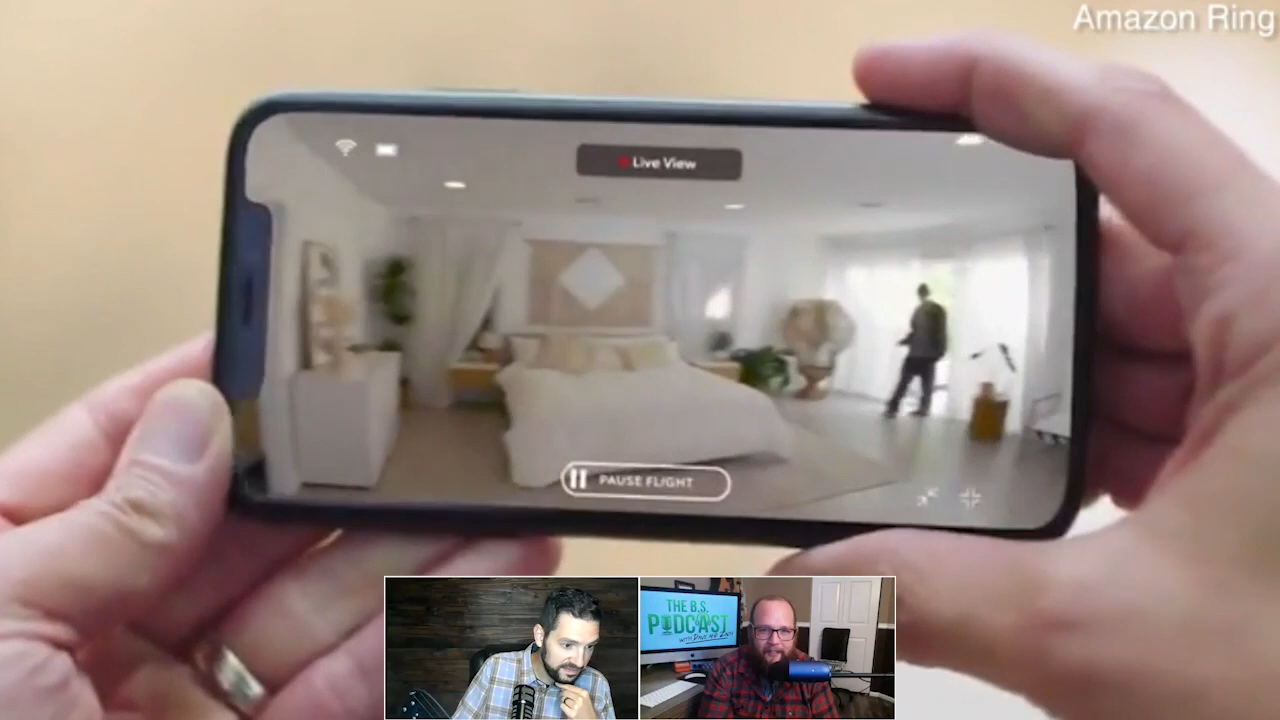 Amazon Ring
Live View
PAUSE FLIGHT
THE B.S.
PODCAST